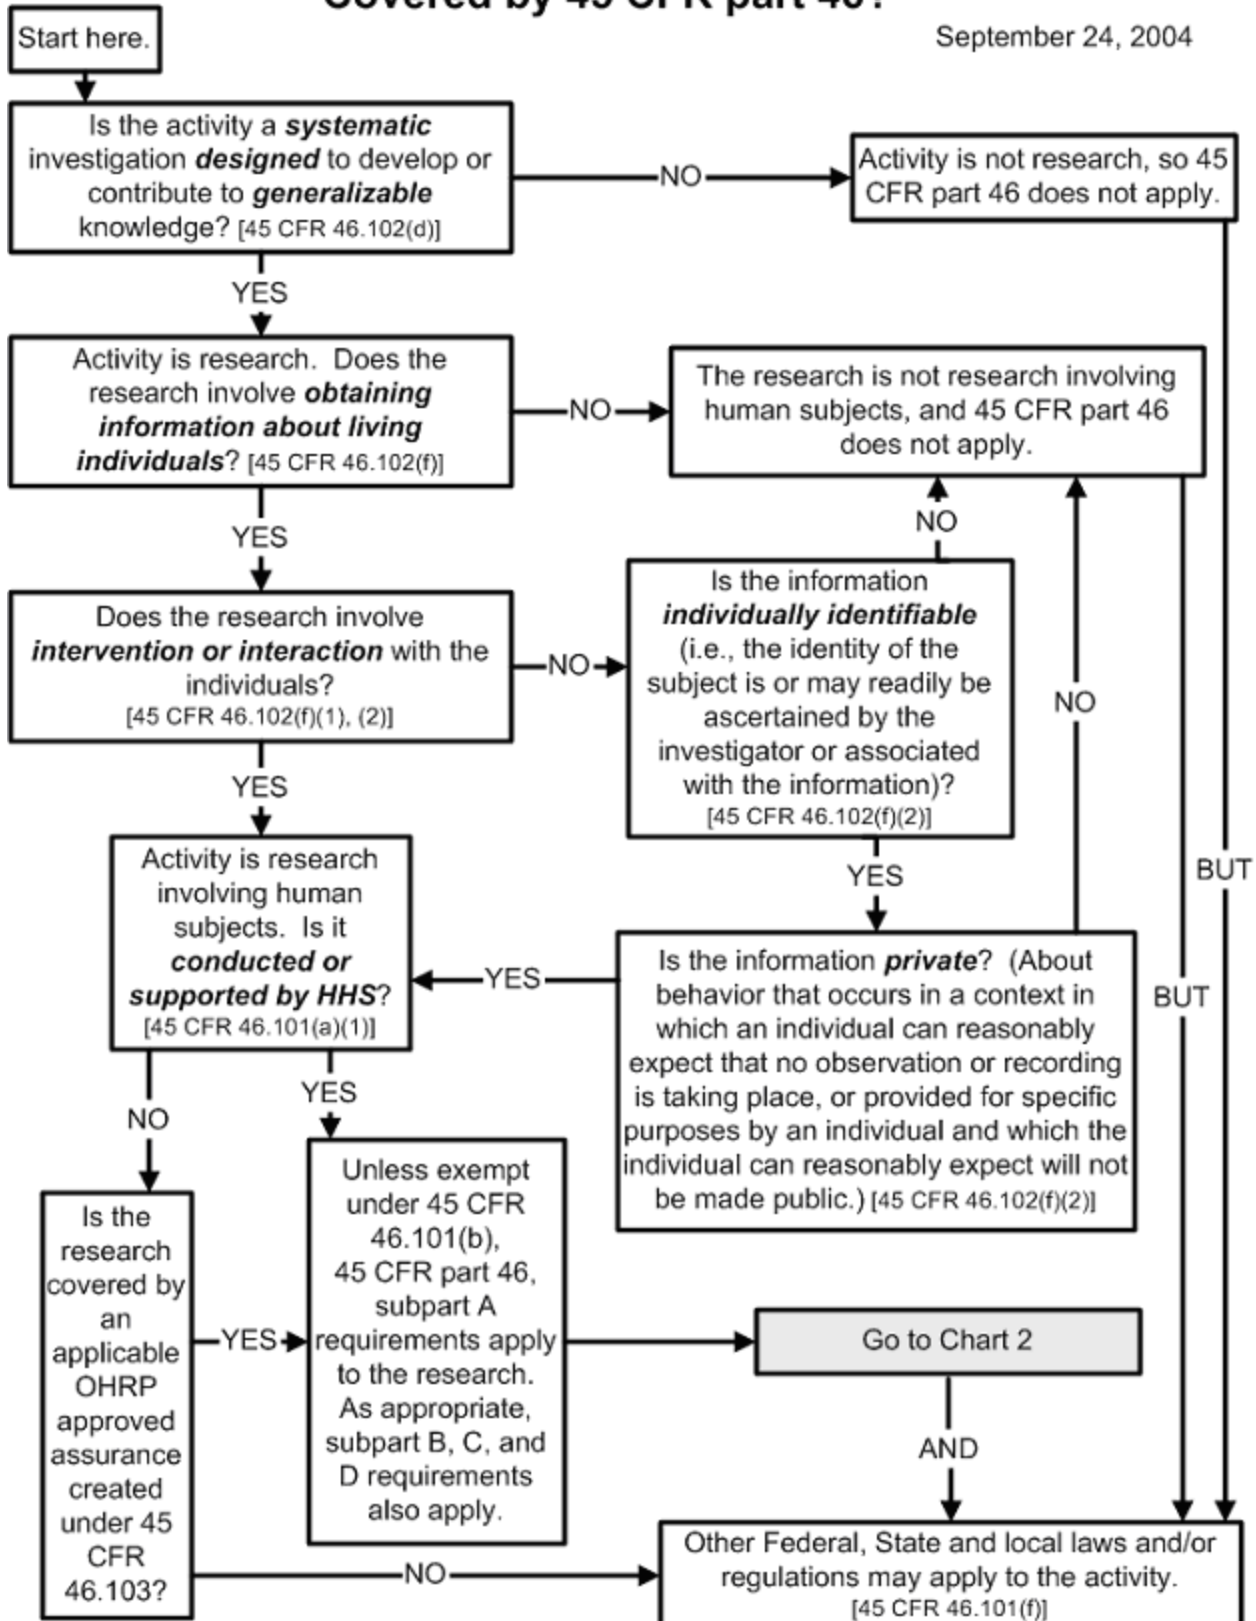 Covered by 45 CFR part 46?
Start here.
September 24, 2004
Is the activity a systematic
investigation designed to develop or
contribute to generalizable
knowledge? [45 CFR 46.102(d)]
NO
Activity is not research, so 45
CFR part 46 does not apply.
YES
Activity is research. Does the
research involve obtaining
information about living
individuals? [45 CFR 46.102(f)]
NO
The research is not research involving
human subjects, and 45 CFR part 46
does not apply.
YES
NO
Does the research involve
intervention or interaction with the
individuals?
[45 CFR 46.102(f)(1), (2)]
NO
Is the information
individually identifiable
(i.e., the identity of the
subject is or may readily be
ascertained by the
investigator or associated
with the information)?
[45 CFR 46.102(f)(2)]
NO
YES
YES
BUT
Activity is research
involving human
subjects. Is it
conducted or
supported by HHS?
[45 CFR 46.101(a)(1)]
YES
Is the information private? (About
behavior that occurs in a context in
which an individual can reasonably
expect that no observation or recording
is taking place, or provided for specific
purposes by an individual and which the
individual can reasonably expect will not
be made public.) [45 CFR 46.102(f)(2)]
BUT
NO
YES
Is the
research
covered by
an
applicable
OHRP
approved
assurance
created
under 45
CFR
46.103?
YES
Unless exempt
under 45 CFR
46.101(b),
45 CFR part 46,
subpart A
requirements apply
to the research.
As appropriate,
subpart B, C, and
D requirements
also apply.
Go to Chart 2
AND
NO
Other Federal, State and local laws and/or
regulations may apply to the activity.
[45 CFR 46.101(f)]